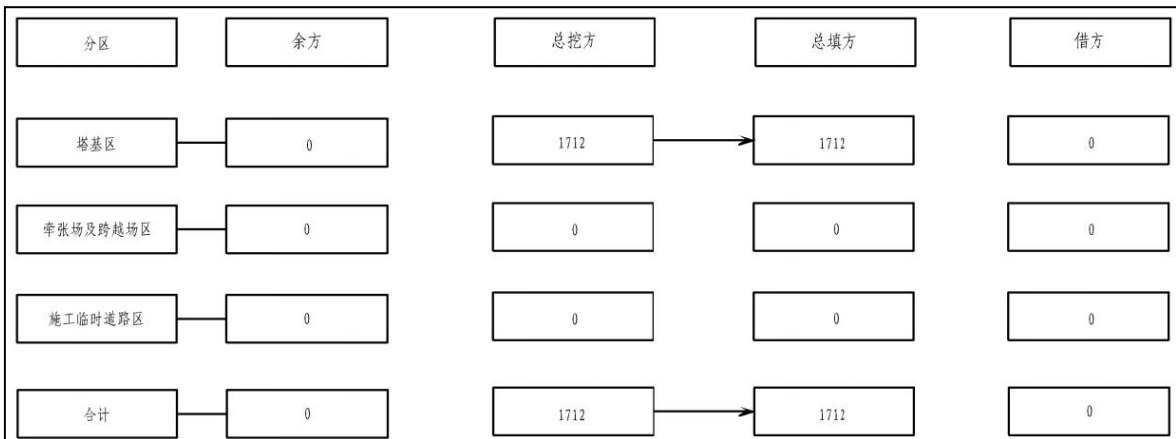 分区 余方 总挖方 总填方 借方
塔基区 0 1712 1712 0
牵张场及跨越场区 0 0 0 0
施工临时道路区 0 0 0 0
合计 0 1712 1712 0